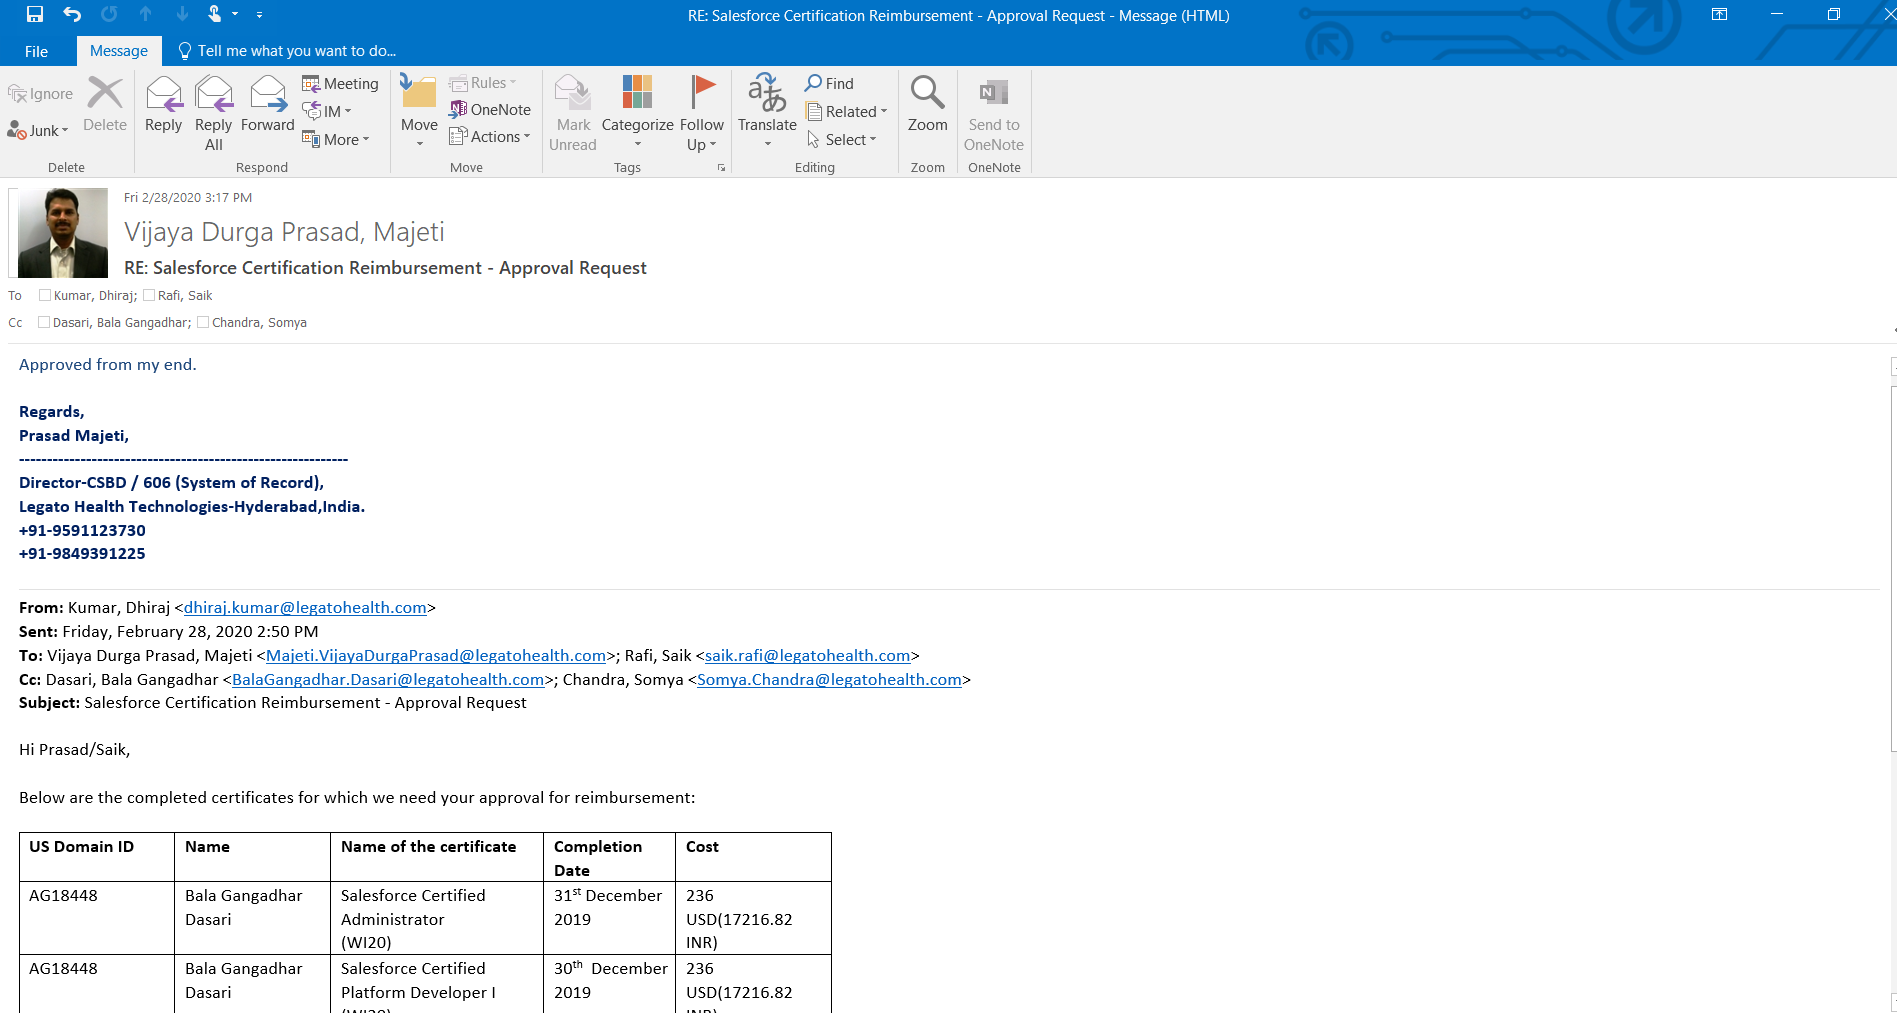 RE: Salesforce Certification Reimbursement - Approval Request - Message (HTML)
File
Message
Tell me what you want to do...
Ignore
Junk
Delete
Delete
Reply
Reply All
Forward
Meeting
IM
More
Respond
Move
Rules
OneNote
Actions
Move
Mark Unread
Categorize
Follow Up
Tags
Translate
Find
Related
Select
Editing
Zoom
Zoom
Send to OneNote
OneNote
Fri 2/28/2020 3:17 PM
Vijaya Durga Prasad, Majeti
RE: Salesforce Certification Reimbursement - Approval Request
To Kumar, Dhiraj; Rafi, Saik
Cc Dasari, Bala Gangadhar; Chandra, Somya
Approved from my end.
Regards,
Prasad Majeti,
-----------------------------------------------------------
Director-CSBD / 606 (System of Record),
Legato Health Technologies-Hyderabad,India.
+91-9591123730
+91-9849391225
From: Kumar, Dhiraj <dhiraj.kumar@legatohealth.com>
Sent: Friday, February 28, 2020 2:50 PM
To: Vijaya Durga Prasad, Majeti <Majeti.VijayaDurgaPrasad@legatohealth.com>; Rafi, Saik <saik.rafi@legatohealth.com>
Cc: Dasari, Bala Gangadhar <BalaGangadhar.Dasari@legatohealth.com>; Chandra, Somya <Somya.Chandra@legatohealth.com>
Subject: Salesforce Certification Reimbursement - Approval Request
Hi Prasad/Saik,
Below are the completed certificates for which we need your approval for reimbursement:
US Domain ID
Name
Name of the certificate
Completion
Date
Cost
AG18448
Bala Gangadhar
Dasari
Salesforce Certified
Administrator
(WI20)
31st December
2019
236
USD(17216.82
INR)
AG18448
Bala Gangadhar
Dasari
Salesforce Certified
Platform Developer I
(WI20)
30th December
2019
236
USD(17216.82
INR)